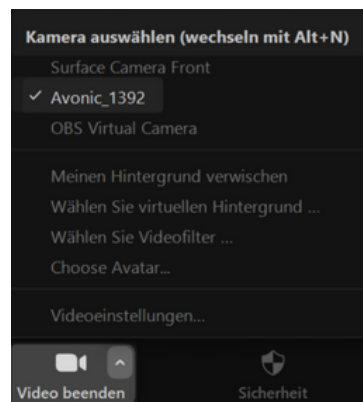 Kamera auswählen (wechseln mit Alt+N)
Surface Camera Front
✓ Avonic_1392
OBS Virtual Camera
Meinen Hintergrund verwischen
Wählen Sie virtuellen Hintergrund ...
Wählen Sie Videofilter ...
Choose Avatar...
Videoeinstellungen...
Video beenden
Sicherheit